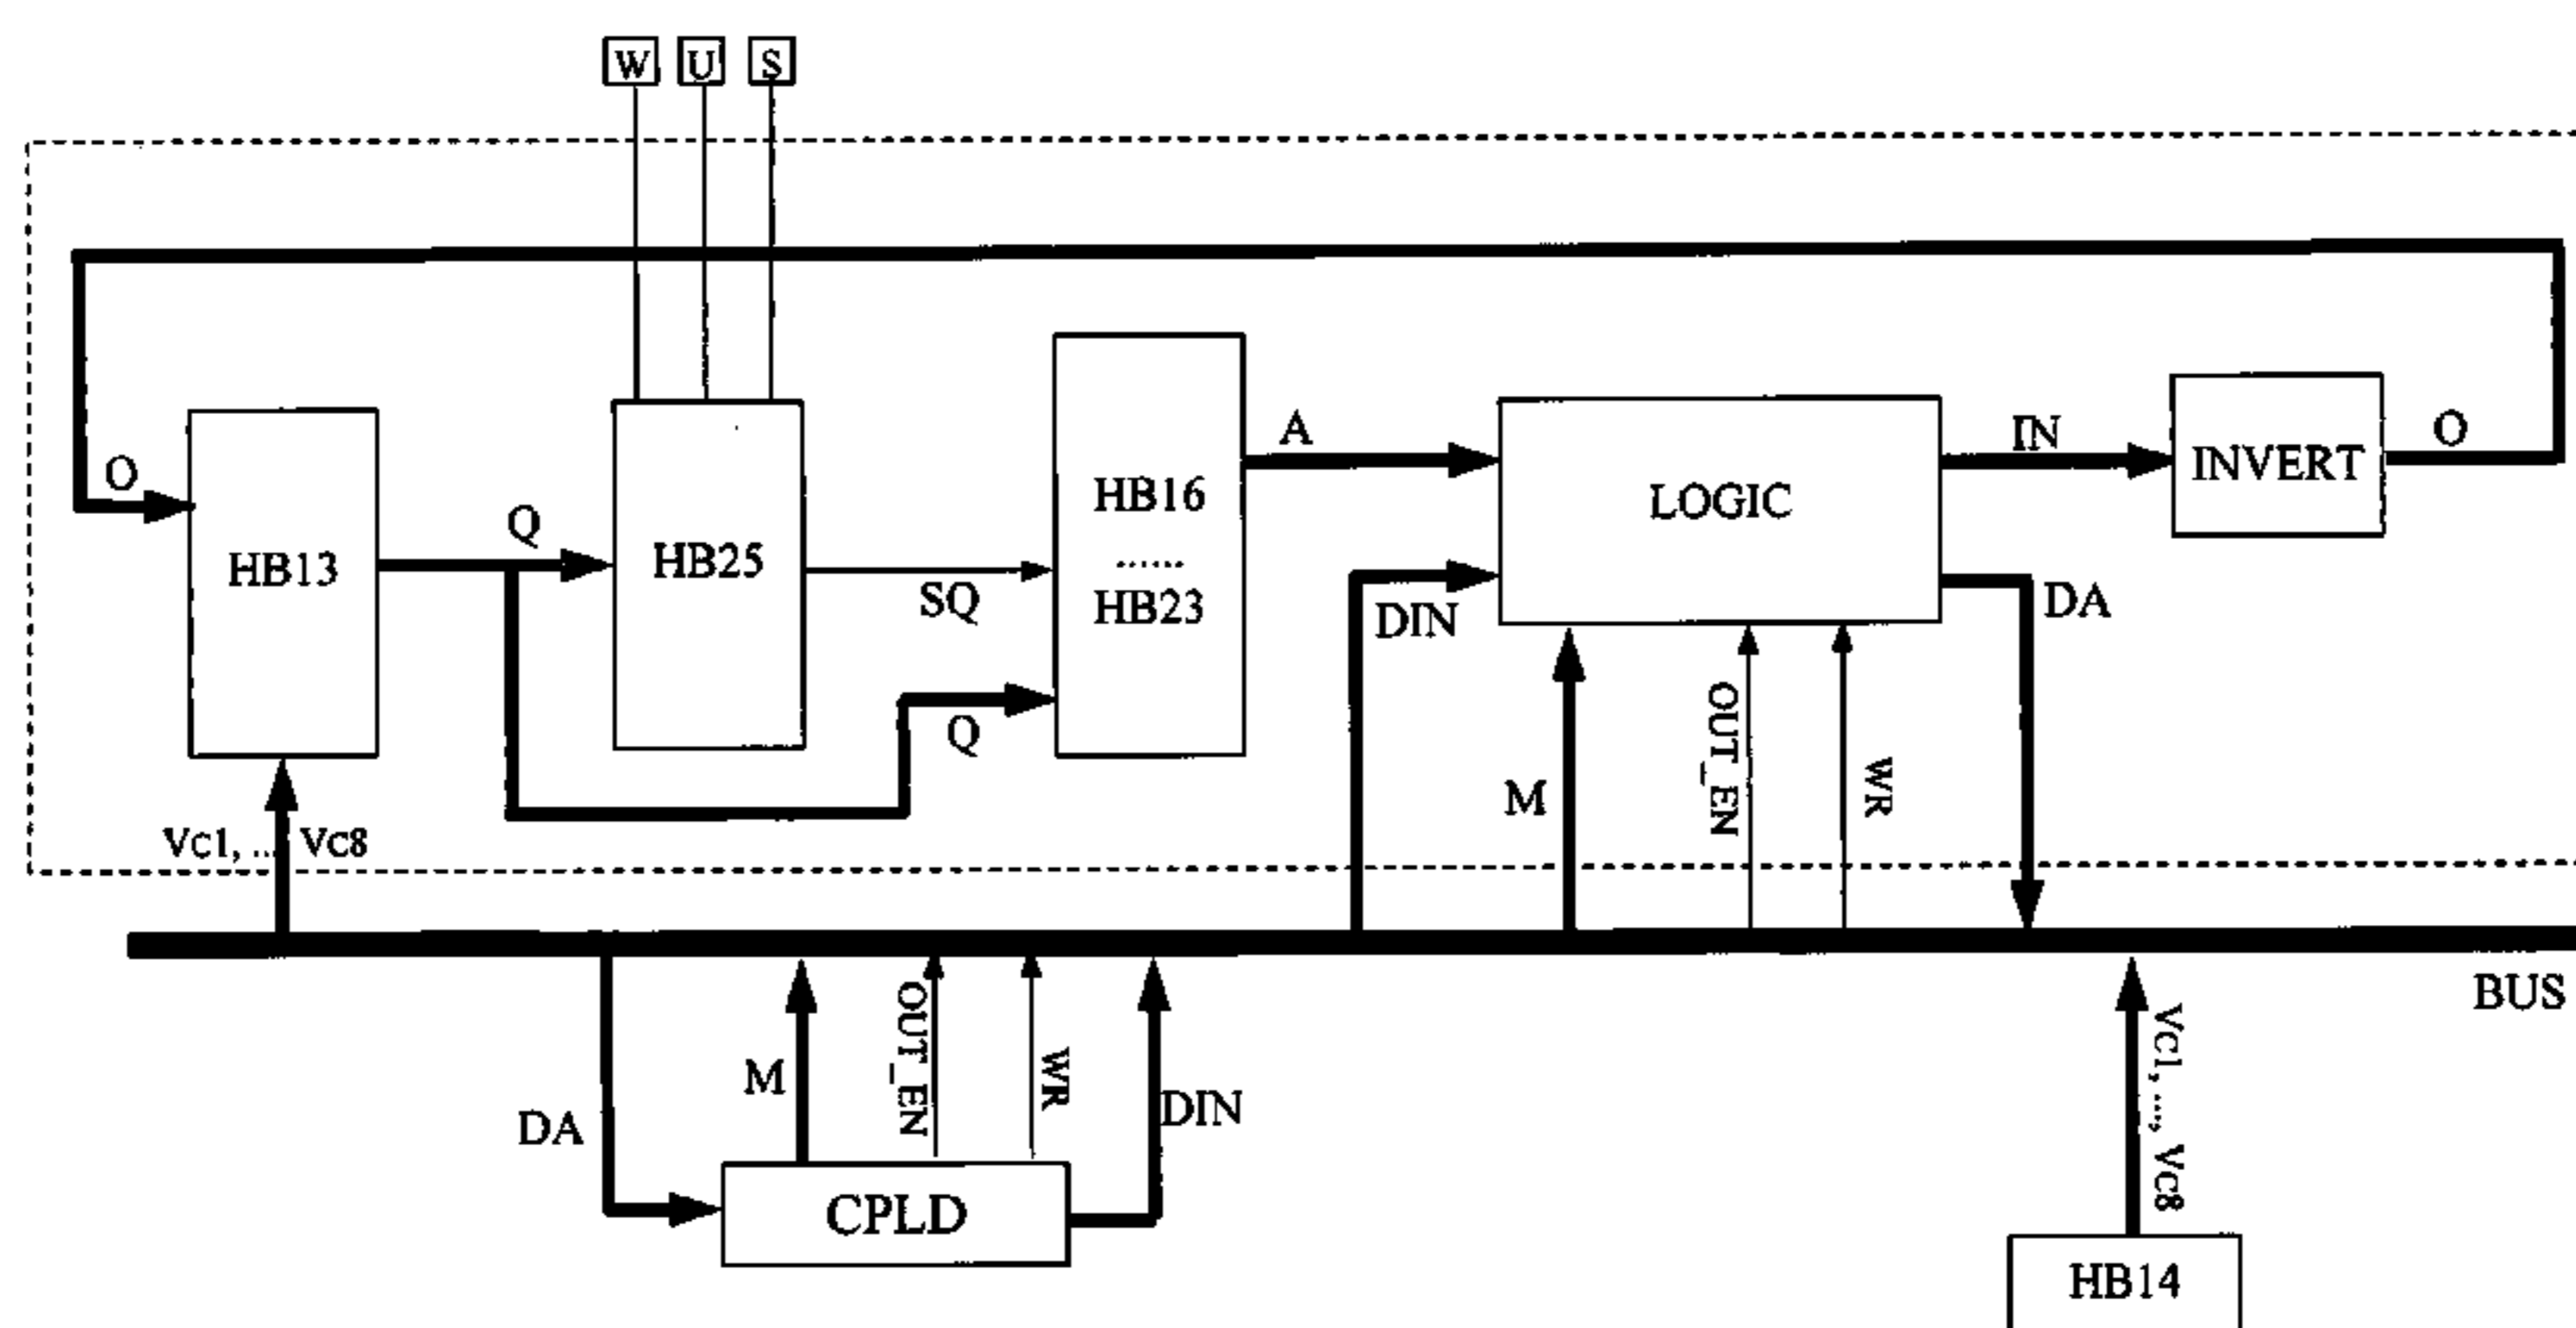 W U S
A
IN
O
O
Q
HB13
HB25
SQ
HB16
......
HB23
LOGIC
INVERT
DIN
DA
Q
M
OUT_EN
WR
VC1, ... VC8
BUS
DA
M
OUT_EN
WR
DIN
VC1, ..., VC8
CPLD
HB14